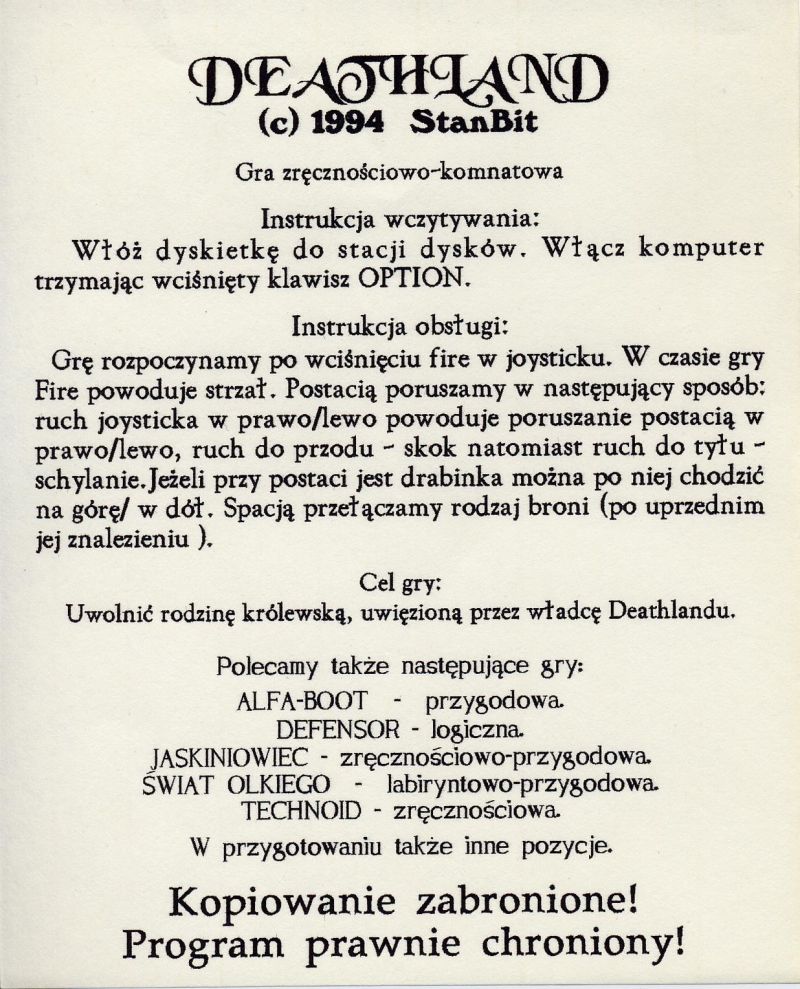 DEATHLAND
(c) 1994 StanBit
Gra zręcznościowo-komnatowa
Instrukcja wczytywania:
Włóż dyskietkę do stacji dysków. Włącz komputer
trzymając wciśnięty klawisz OPTION.
Instrukcja obsługi:
Grę rozpoczynamy po wciśnięciu fire w joysticku. W czasie gry
Fire powoduje strzał. Postacią poruszamy w następujący sposób:
ruch joysticka w prawo/lewo powoduje poruszanie postacią w
prawo/lewo, ruch do przodu - skok natomiast ruch do tyłu -
schylanie.Jeżeli przy postaci jest drabinka można po niej chodzić
na górę/ w dół. Spacją przełączamy rodzaj broni (po uprzednim
jej znalezieniu ).
Cel gry:
Uwolnić rodzinę królewską, uwięzioną przez władcę Deathlandu.
Polecamy także następujące gry:
ALFA-BOOT - przygodowa.
DEFENSOR - logiczna.
JASKINIOWIEC - zręcznościowo-przygodowa.
ŚWIAT OLKIEGO - labiryntowo-przygodowa.
TECHNOID - zręcznościowa.
W przygotowaniu także inne pozycje.
Kopiowanie zabronione!
Program prawnie chroniony!